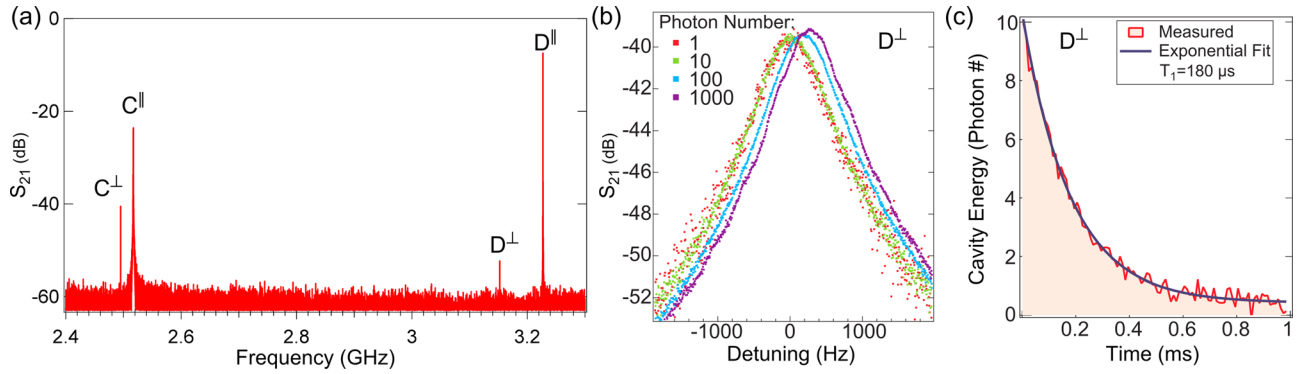 (a)
0
-20
-40
-60
S₂₁ (dB)
C⊥
C∥
D⊥
D∥
2.4
2.6
2.8
3
3.2
Frequency (GHz)
(b)
Photon Number:
1
10
100
1000
D⊥
-40
-42
-44
-46
-48
-50
-52
S₂₁ (dB)
-1000
0
1000
Detuning (Hz)
(c)
D⊥
Measured
Exponential Fit
T₁=180 µs
10
8
6
4
2
0
Cavity Energy (Photon #)
0.2
0.4
0.6
0.8
1
Time (ms)